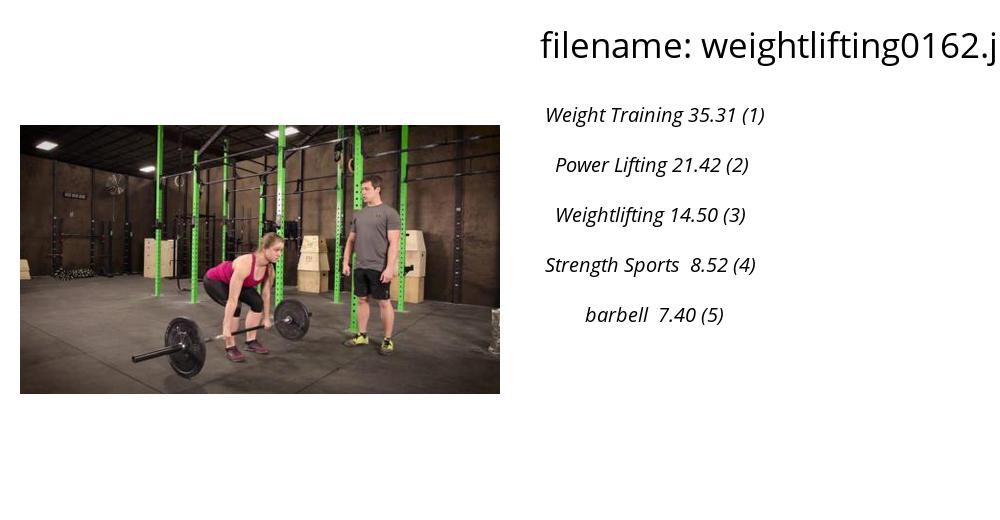 filename: weightlifting0162.j
Weight Training 35.31 (1)
Power Lifting 21.42 (2)
Weightlifting 14.50 (3)
Strength Sports 8.52 (4)
barbell 7.40 (5)